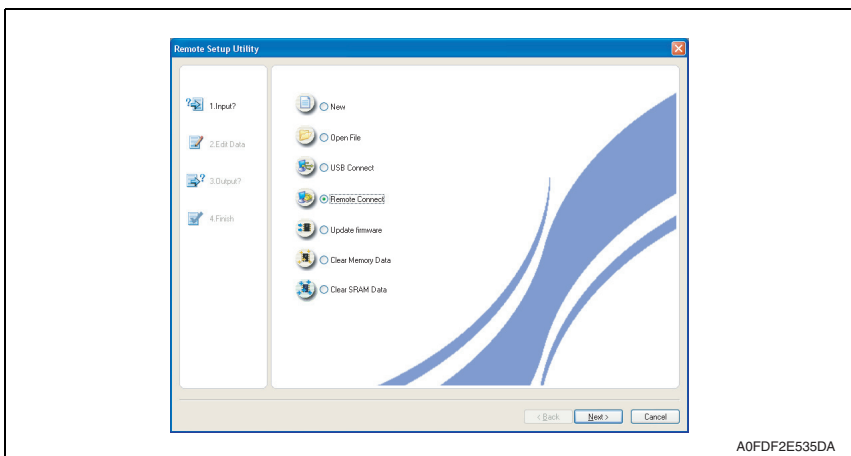 Remote Setup Utility
1.Input?
2.Edit Data
3.Output?
4.Finish
New
Open File
USB Connect
Remote Connect
Update firmware
Clear Memory Data
Clear SRAM Data
< Back
Next >
Cancel
A0FDF2E535DA